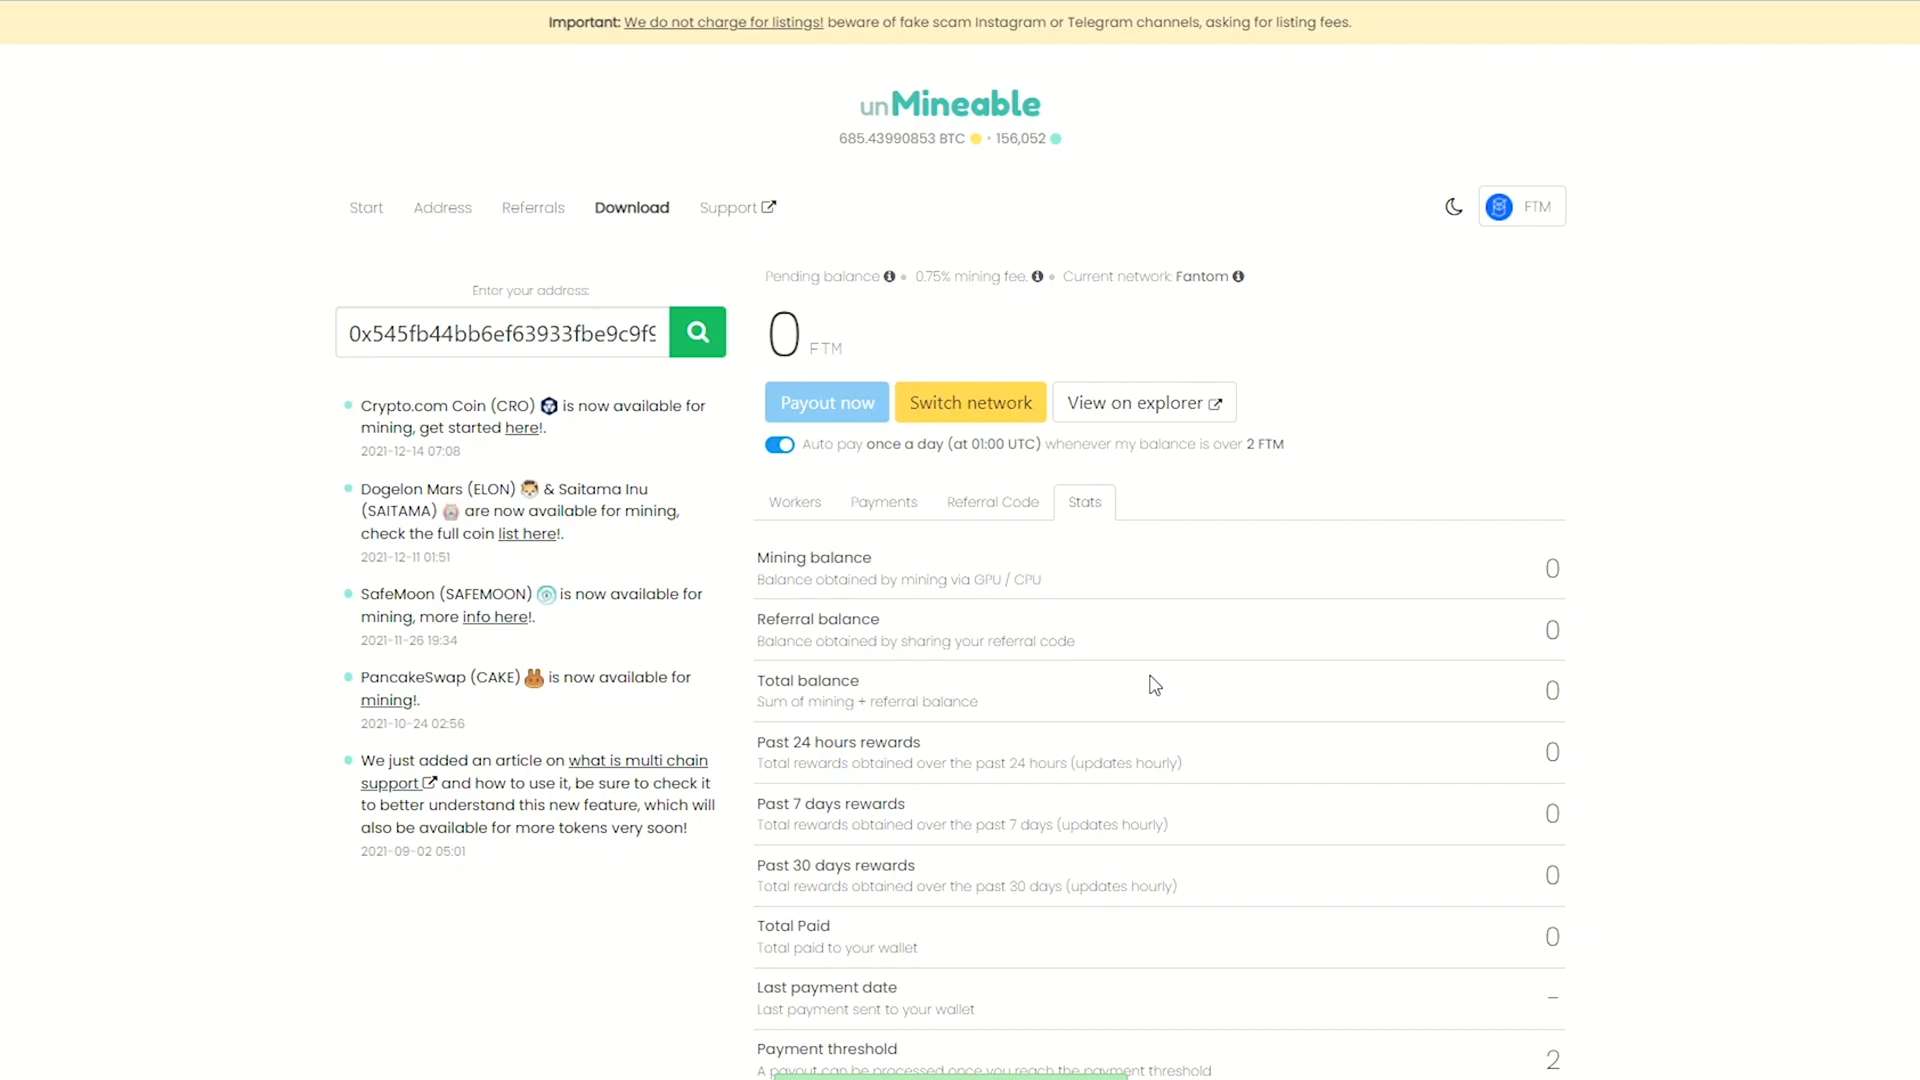 Important: We do not charge for listings! beware of fake scam Instagram or Telegram channels, asking for listing fees.
unMineable
685.43990853 BTC • 156,052
Start Address Referrals Download Support
FTM
Enter your address:
0x545fb44bb6ef63933fbe9c9f9
Crypto.com Coin (CRO) is now available for
mining, get started here!.
2021-12-14 07:08
Dogelon Mars (ELON) & Saitama Inu
(SAITAMA) are now available for mining,
check the full coin list here!.
2021-12-11 01:51
SafeMoon (SAFEMOON) is now available for
mining, more info here!.
2021-11-26 19:34
PancakeSwap (CAKE) is now available for
mining!.
2021-10-24 02:56
We just added an article on what is multi chain
support and how to use it, be sure to check it
to better understand this new feature, which will
also be available for more tokens very soon!
2021-09-02 05:01
Pending balance • 0.75% mining fee. • Current network: Fantom
0 FTM
Payout now Switch network View on explorer
Auto pay once a day (at 01:00 UTC) whenever my balance is over 2 FTM
Workers Payments Referral Code Stats
Mining balance
Balance obtained by mining via GPU / CPU
0
Referral balance
Balance obtained by sharing your referral code
0
Total balance
Sum of mining + referral balance
0
Past 24 hours rewards
Total rewards obtained over the past 24 hours (updates hourly)
0
Past 7 days rewards
Total rewards obtained over the past 7 days (updates hourly)
0
Past 30 days rewards
Total rewards obtained over the past 30 days (updates hourly)
0
Total Paid
Total paid to your wallet
0
Last payment date
Last payment sent to your wallet
-
Payment threshold
A payout can be processed once you reach the payment threshold
2